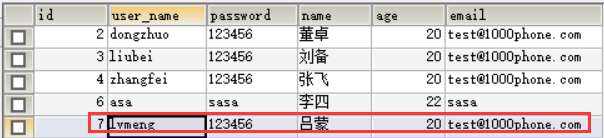 id user_name password name age email
2 dongzhuo 123456 董卓 20 test@1000phone.com
3 liubei 123456 刘备 20 test@1000phone.com
4 zhangfei 123456 张飞 20 test@1000phone.com
6 asa sasa 李四 22 sasa
7 lvmeng 123456 吕蒙 20 test@1000phone.com